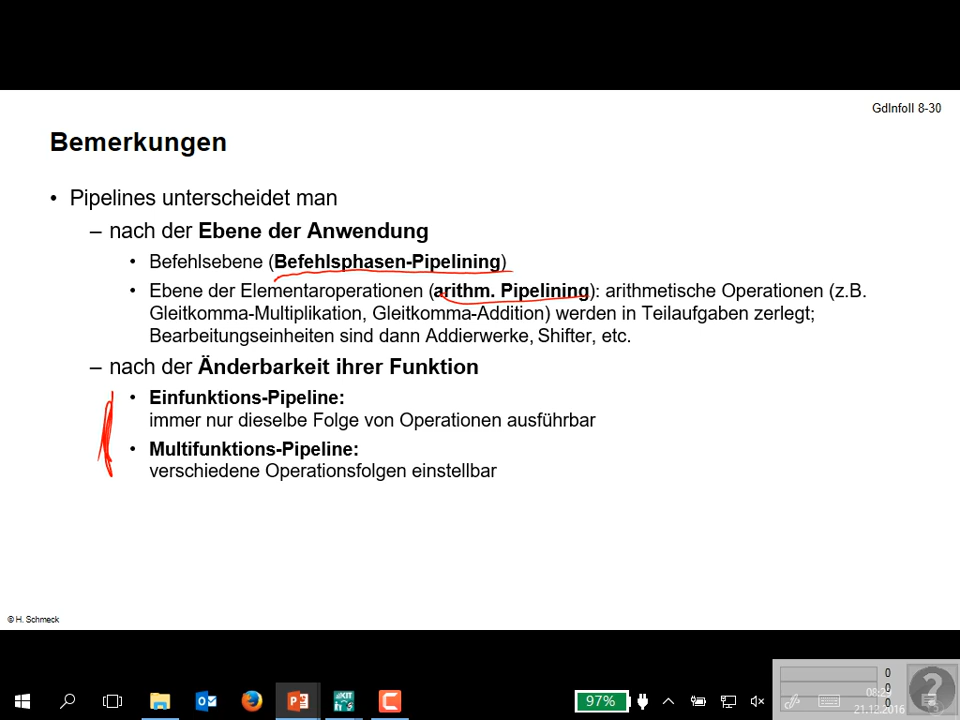 GdInfoII 8-30
Bemerkungen
• Pipelines unterscheidet man
– nach der Ebene der Anwendung
• Befehlsebene (Befehlsphasen-Pipelining)
• Ebene der Elementaroperationen (arithm. Pipelining): arithmetische Operationen (z.B.
Gleitkomma-Multiplikation, Gleitkomma-Addition) werden in Teilaufgaben zerlegt;
Bearbeitungseinheiten sind dann Addierwerke, Shifter, etc.
– nach der Änderbarkeit ihrer Funktion
• Einfunktions-Pipeline:
immer nur dieselbe Folge von Operationen ausführbar
• Multifunktions-Pipeline:
verschiedene Operationsfolgen einstellbar
© H. Schmeck
97%
0
0
0
21.12.2016